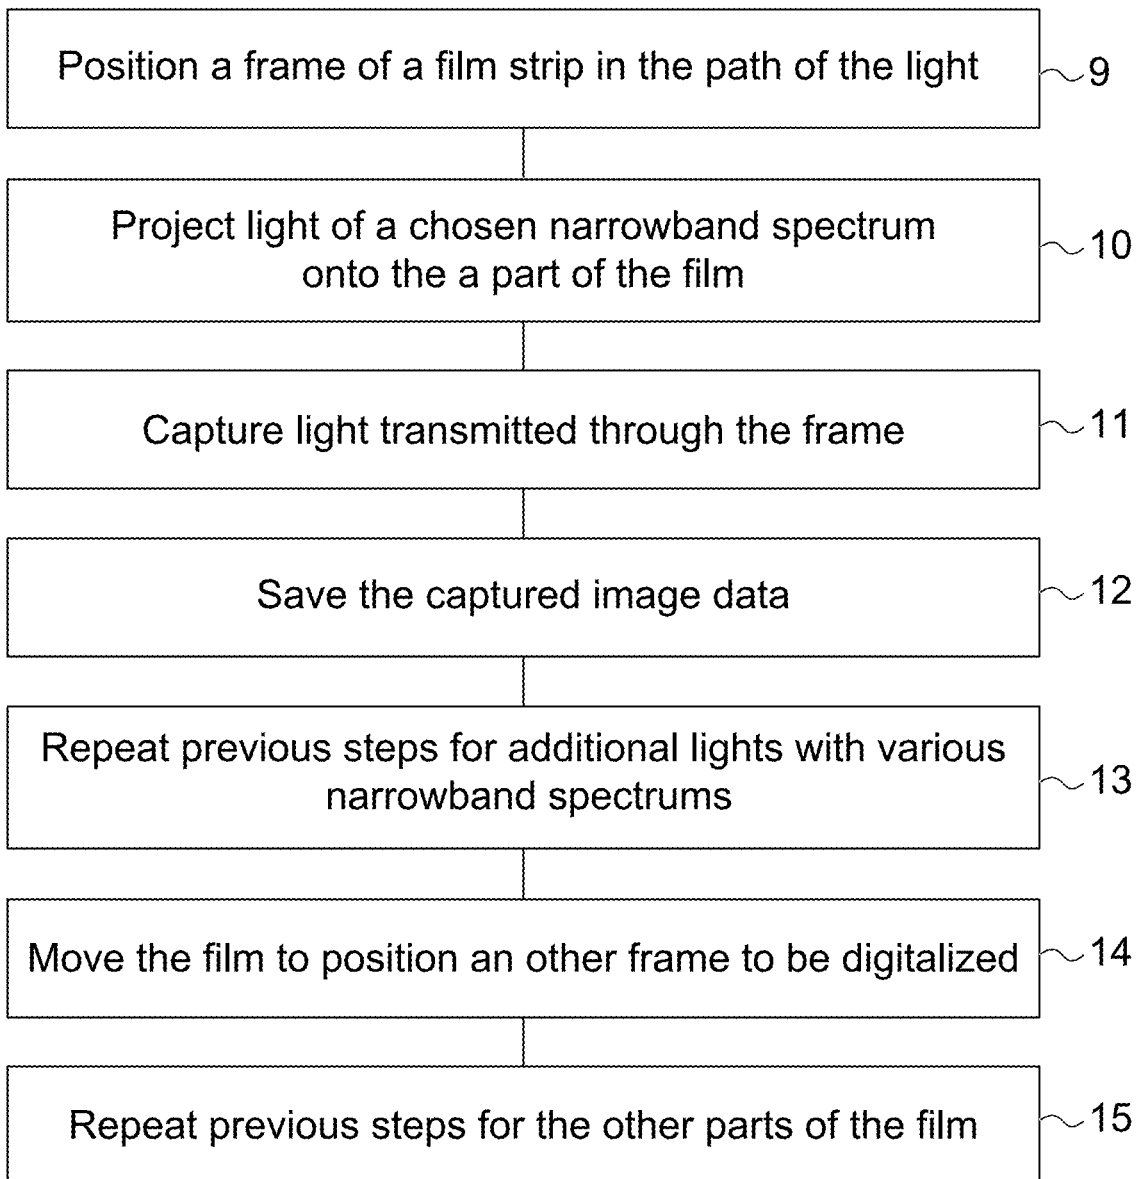 Position a frame of a film strip in the path of the light
9
Project light of a chosen narrowband spectrum
onto the a part of the film
10
Capture light transmitted through the frame
11
Save the captured image data
12
Repeat previous steps for additional lights with various
narrowband spectrums
13
Move the film to position an other frame to be digitalized
14
Repeat previous steps for the other parts of the film
15